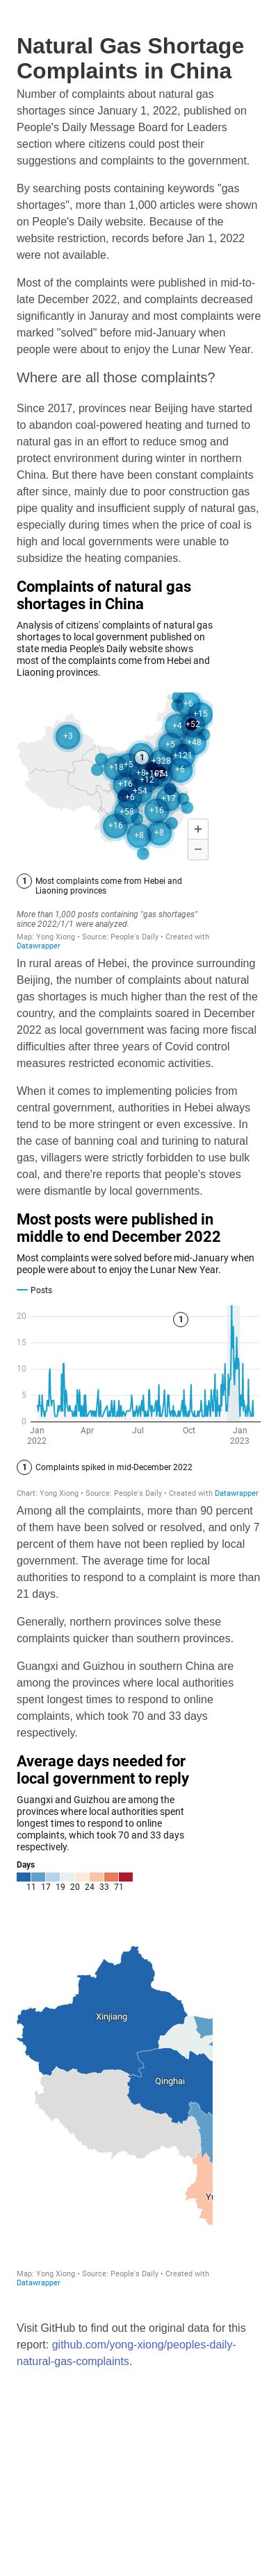 Natural Gas Shortage
Complaints in China
Number of complaints about natural gas
shortages since January 1, 2022, published on
People's Daily Message Board for Leaders
section where citizens could post their
suggestions and complaints to the government.
By searching posts containing keywords "gas
shortages", more than 1,000 articles were shown
on People's Daily website. Because of the
website restriction, records before Jan 1, 2022
were not available.
Most of the complaints were published in mid-to-
late December 2022, and complaints decreased
significantly in Januray and most complaints were
marked "solved" before mid-January when
people were about to enjoy the Lunar New Year.
Where are all those complaints?
Since 2017, provinces near Beijing have started
to abandon coal-powered heating and turned to
natural gas in an effort to reduce smog and
protect envrironment during winter in northern
China. But there have been constant complaints
after since, mainly due to poor construction gas
pipe quality and insufficient supply of natural gas,
especially during times when the price of coal is
high and local governments were unable to
subsidize the heating companies.
Complaints of natural gas
shortages in China
Analysis of citizens' complaints of natural gas
shortages to local government published on
state media People's Daily website shows
most of the complaints come from Hebei and
Liaoning provinces.
+6
+15
+4 +52
+3
+5 +48
1 +121
+328
+18 +5
+8 +6
+12
+16
+54
+6 +17
+58 +16
+16
+8 +8
+
−
1 Most complaints come from Hebei and
Liaoning provinces
More than 1,000 posts containing "gas shortages"
since 2022/1/1 were analyzed.
Map: Yong Xiong • Source: People's Daily • Created with
Datawrapper
In rural areas of Hebei, the province surrounding
Beijing, the number of complaints about natural
gas shortages is much higher than the rest of the
country, and the complaints soared in December
2022 as local government was facing more fiscal
difficulties after three years of Covid control
measures restricted economic activities.
When it comes to implementing policies from
central government, authorities in Hebei always
tend to be more stringent or even excessive. In
the case of banning coal and turining to natural
gas, villagers were strictly forbidden to use bulk
coal, and there're reports that people's stoves
were dismantle by local governments.
Most posts were published in
middle to end December 2022
Most complaints were solved before mid-January when
people were about to enjoy the Lunar New Year.
Posts
20
1
15
10
5
0
Jan Apr Jul Oct Jan
2022 2023
1 Complaints spiked in mid-December 2022
Chart: Yong Xiong • Source: People's Daily • Created with Datawrapper
Among all the complaints, more than 90 percent
of them have been solved or resolved, and only 7
percent of them have not been replied by local
government. The average time for local
authorities to respond to a complaint is more than
21 days.
Generally, northern provinces solve these
complaints quicker than southern provinces.
Guangxi and Guizhou in southern China are
among the provinces where local authorities
spent longest times to respond to online
complaints, which took 70 and 33 days
respectively.
Average days needed for
local government to reply
Guangxi and Guizhou are among the
provinces where local authorities spent
longest times to respond to online
complaints, which took 70 and 33 days
respectively.
Days
11 17 19 20 24 33 71
Xinjiang
Qinghai
Map: Yong Xiong • Source: People's Daily • Created with
Datawrapper
Visit GitHub to find out the original data for this
report: github.com/yong-xiong/peoples-daily-
natural-gas-complaints.